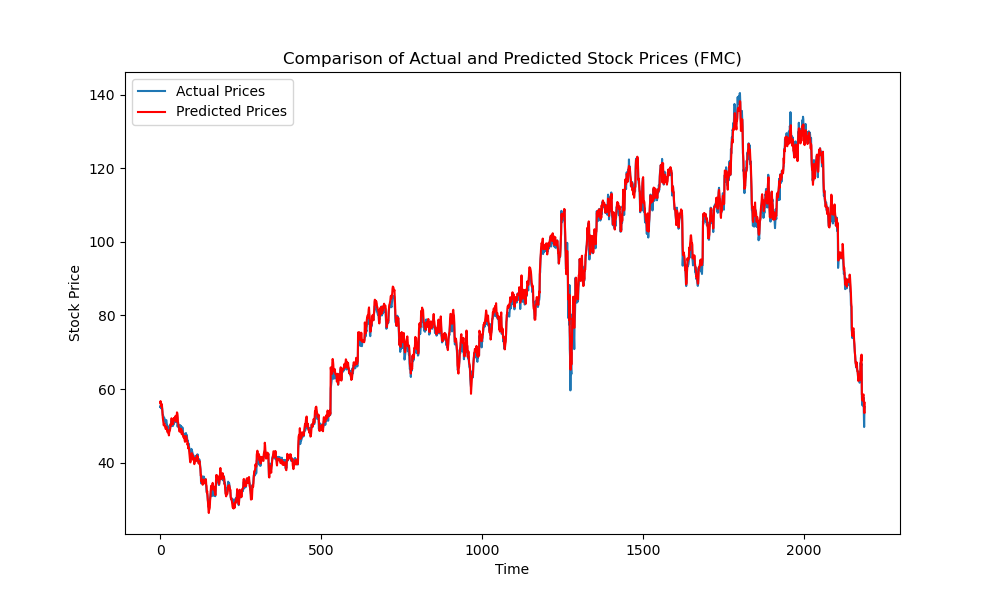 Comparison of Actual and Predicted Stock Prices (FMC)
Actual Prices
Predicted Prices
Stock Price
140
120
100
80
60
40
0
500
1000
1500
2000
Time